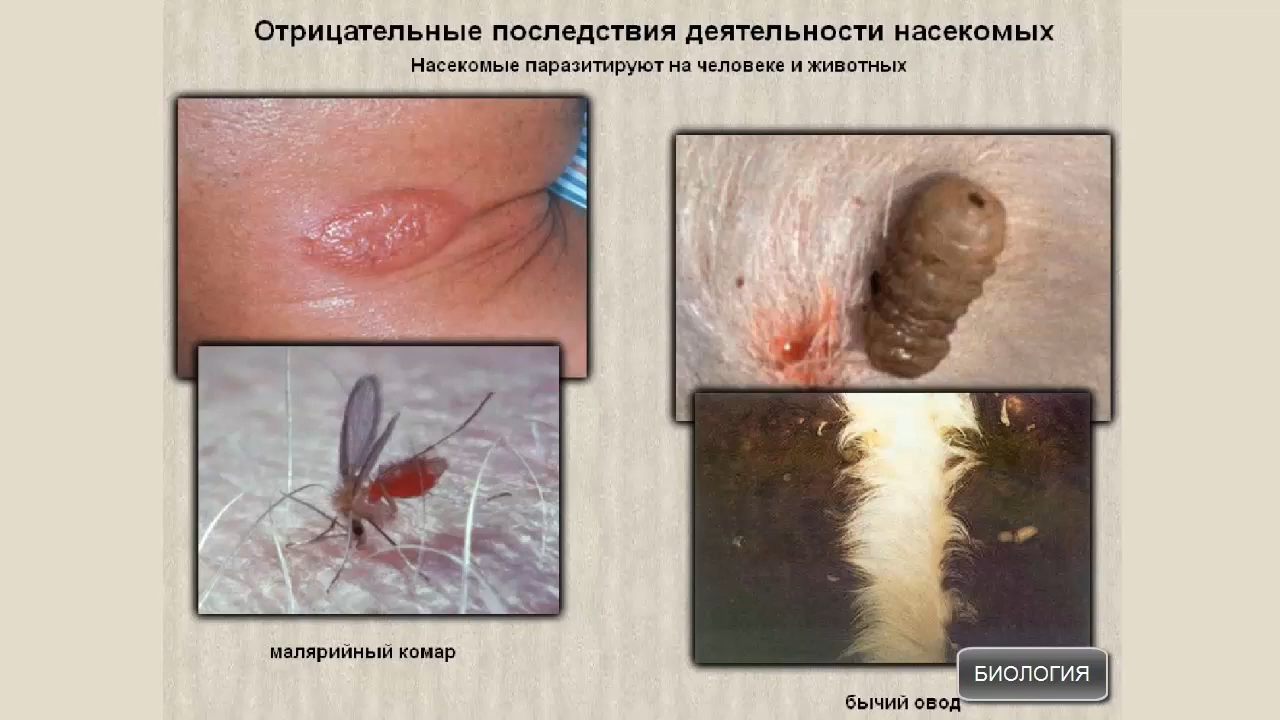 Отрицательные последствия деятельности насекомых
Насекомые паразитируют на человеке и животных
малярийный комар
БИОЛОГИЯ
бычий овод